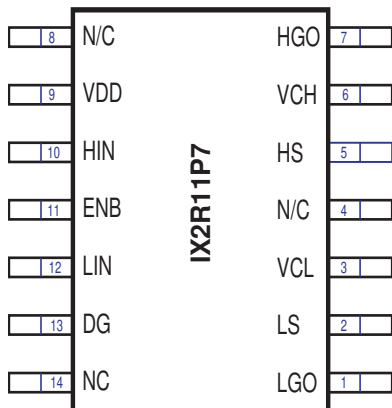 8 N/C HGO 7
9 VDD VCH 6
10 HIN HS 5
11 ENB N/C 4
12 LIN VCL 3
13 DG LS 2
14 NC LGO 1
IX2R11P7